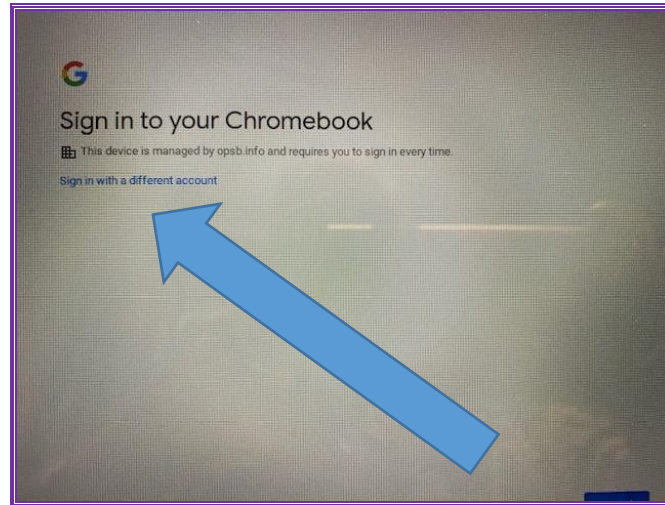 Sign in to your Chromebook
This device is managed by opsb.info and requires you to sign in every time.
Sign in with a different account